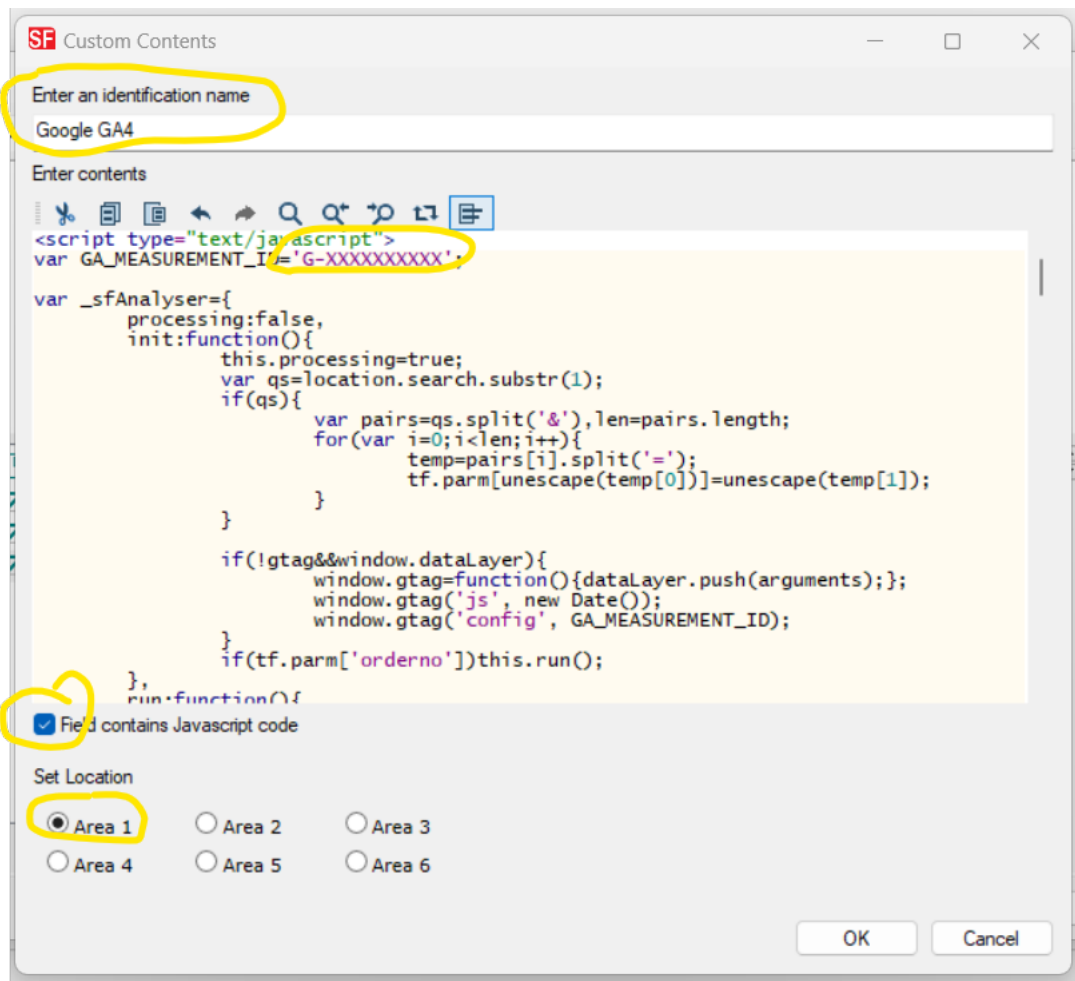 SF Custom Contents
Enter an identification name
Google GA4
Enter contents
<script type="text/javascript">
var GA_MEASUREMENT_ID='G-XXXXXXXXXX';
var _sfAnalyser={
processing:false,
init:function(){
this.processing=true;
var qs=location.search.substr(1);
if(qs){
var pairs=qs.split('&'),len=pairs.length;
for(var i=0;i<len;i++){
temp=pairs[i].split('=');
tf.parm[unescape(temp[0])]=unescape(temp[1]);
}
}
if(!gtag&&window.dataLayer){
window.gtag=function(){dataLayer.push(arguments);};
window.gtag('js', new Date());
window.gtag('config', GA_MEASUREMENT_ID);
}
if(tf.parm['orderno'])this.run();
},
run:function(){
Field contains Javascript code
Set Location
Area 1 Area 2 Area 3
Area 4 Area 5 Area 6
OK Cancel